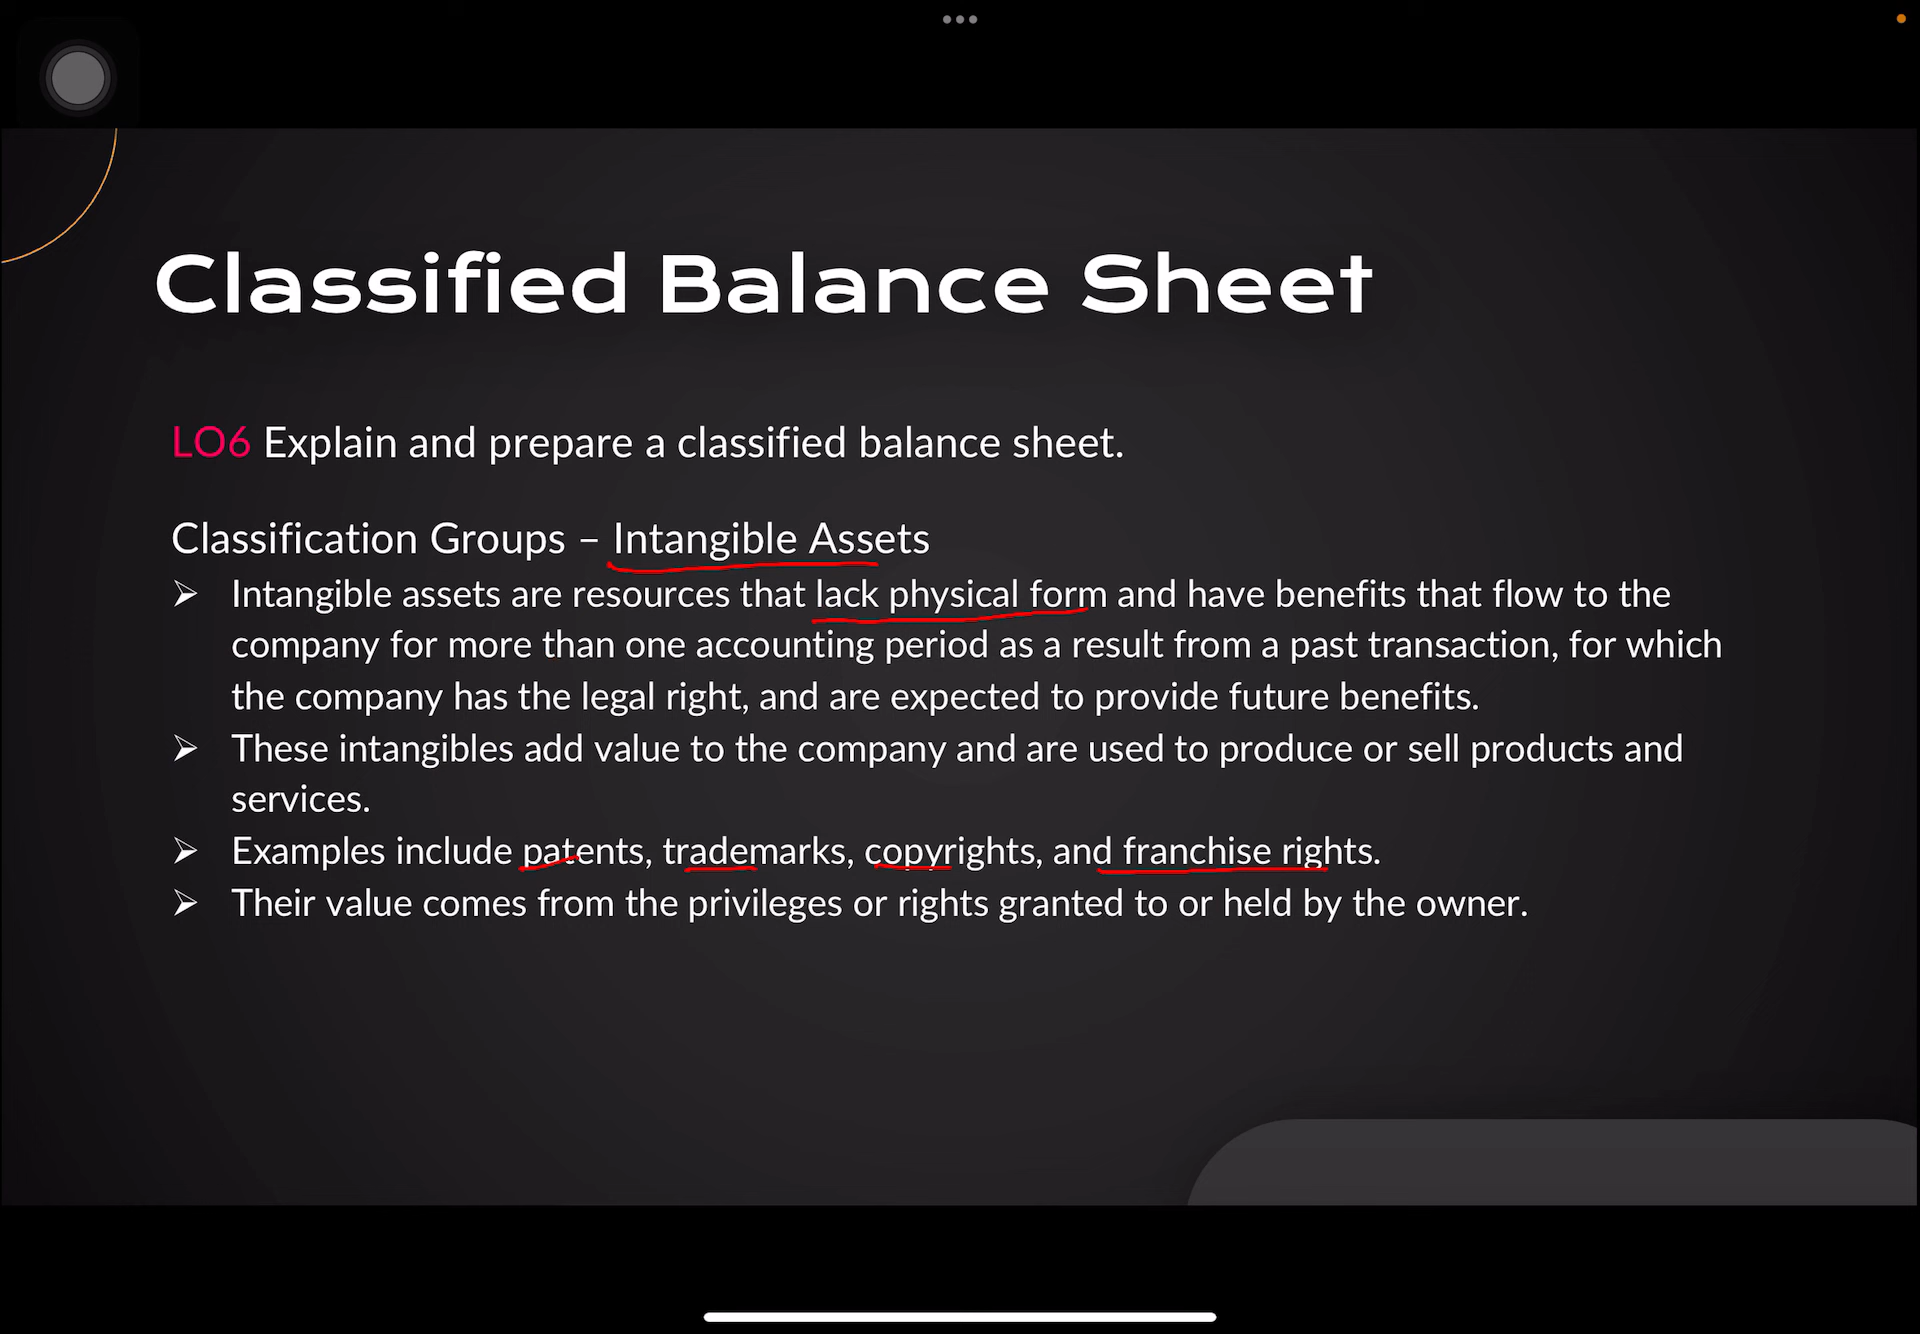 Classified Balance Sheet
LO6 Explain and prepare a classified balance sheet.
Classification Groups – Intangible Assets
➢ Intangible assets are resources that lack physical form and have benefits that flow to the
company for more than one accounting period as a result from a past transaction, for which
the company has the legal right, and are expected to provide future benefits.
➢ These intangibles add value to the company and are used to produce or sell products and
services.
➢ Examples include patents, trademarks, copyrights, and franchise rights.
➢ Their value comes from the privileges or rights granted to or held by the owner.